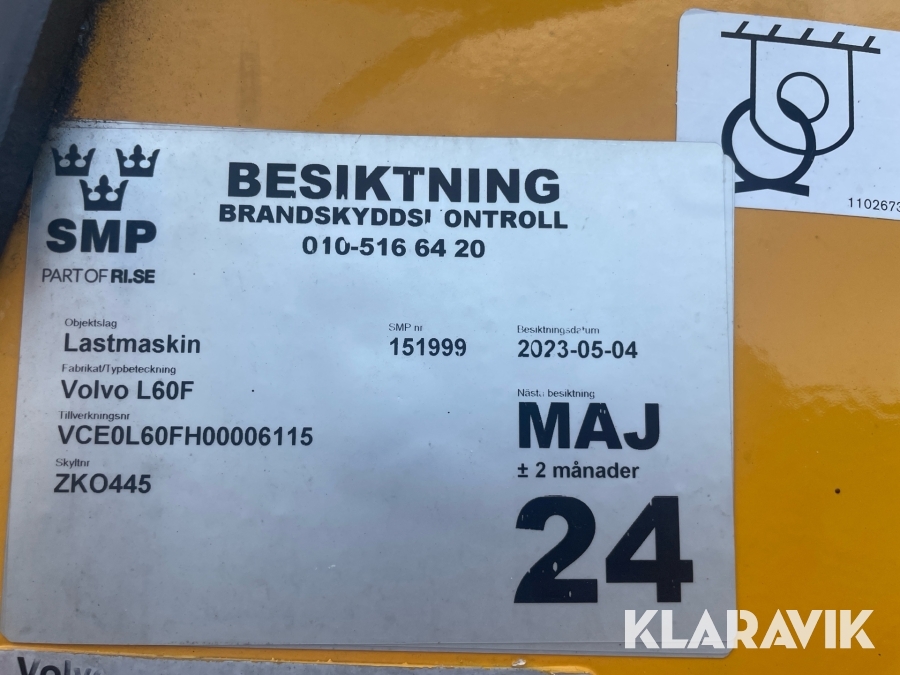 BESIKTNING
BRANDSKYDDSKONTROLL
010-516 64 20
SMP
PART OF RI.SE
Objektslag
Lastmaskin
SMP nr
151999
Besiktningsdatum
2023-05-04
Fabrikat/Typbeteckning
Volvo L60F
Tillverkningsnr
VCE0L60FH00006115
Skyltnr
ZKO445
Nästa besiktning
MAJ
± 2 månader
24
1102673
KLARAVIK